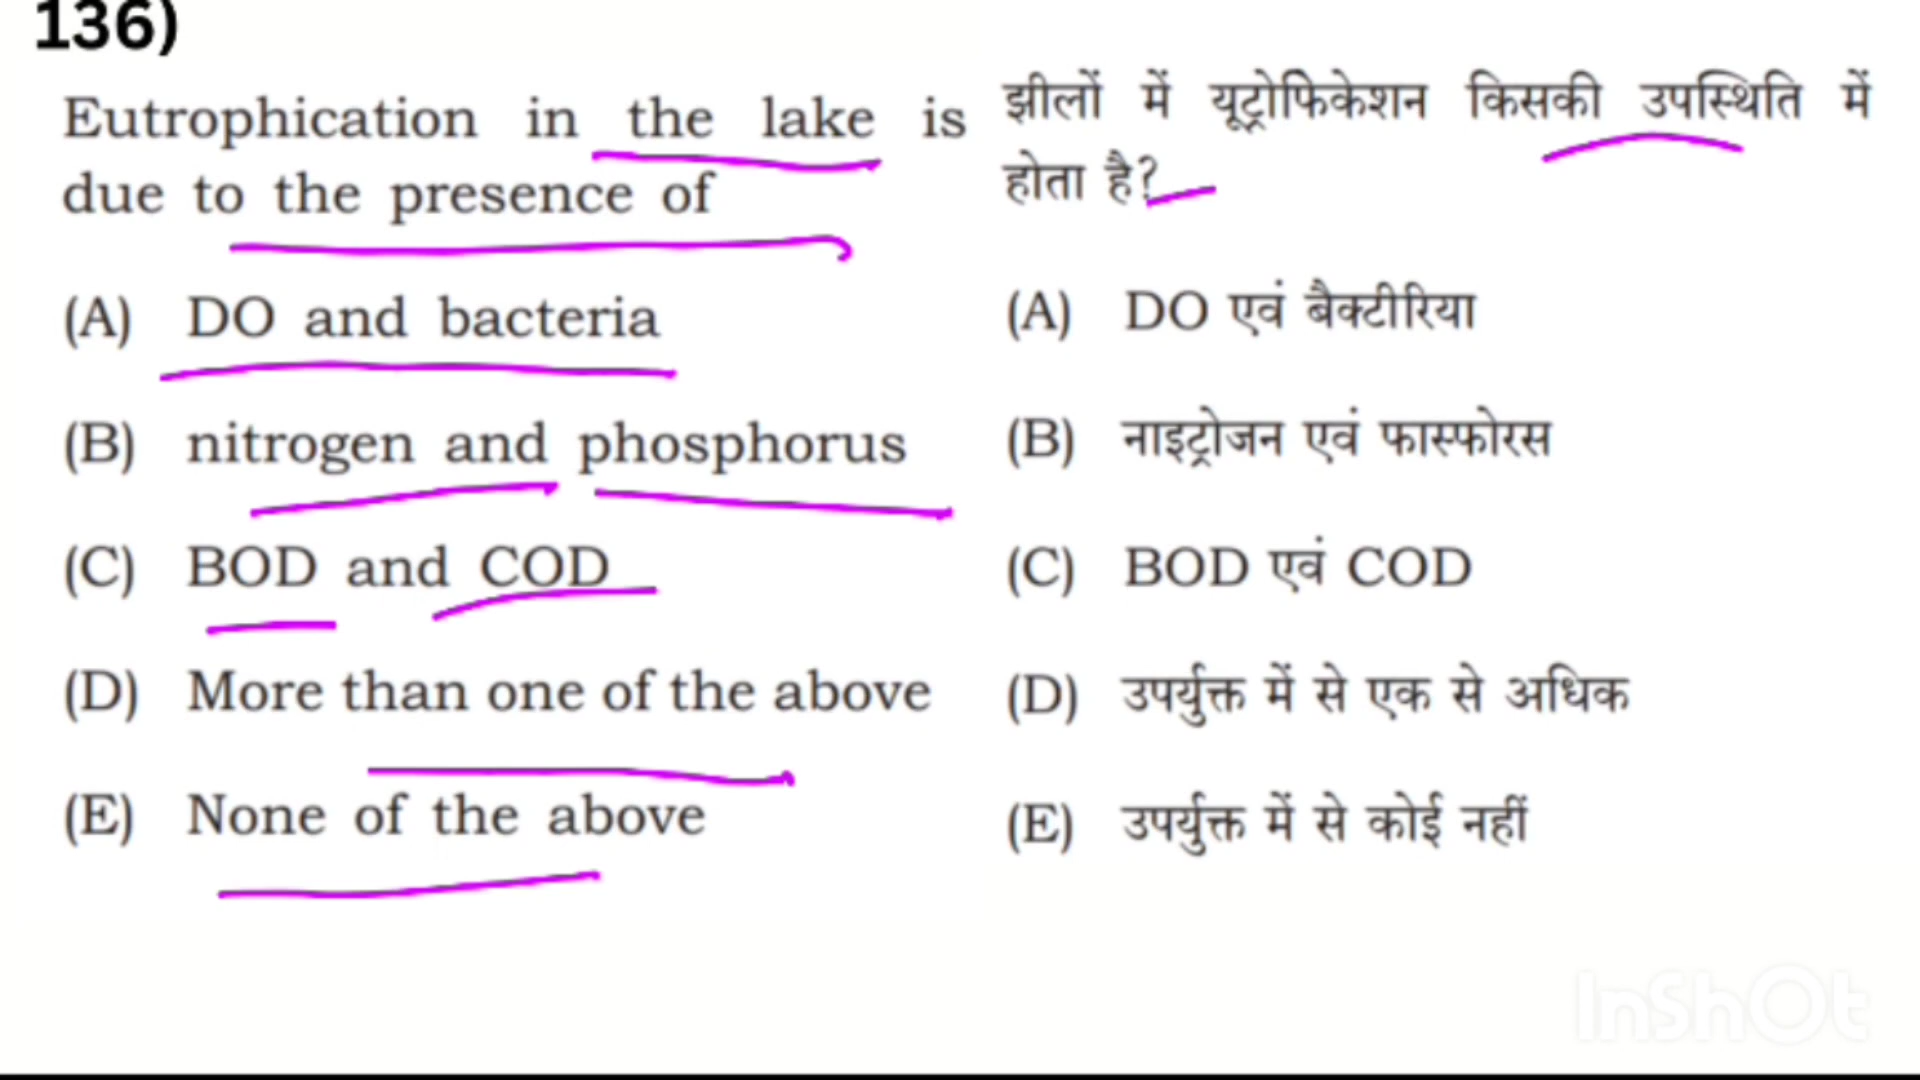 136)
Eutrophication in the lake is
due to the presence of
(A) DO and bacteria
(B) nitrogen and phosphorus
(C) BOD and COD
(D) More than one of the above
(E) None of the above
झीलों में यूट्रोफिकेशन किसकी उपस्थिति में
होता है?
(A) DO एवं बैक्टीरिया
(B) नाइट्रोजन एवं फास्फोरस
(C) BOD एवं COD
(D) उपर्युक्त में से एक से अधिक
(E) उपर्युक्त में से कोई नहीं
InShOt